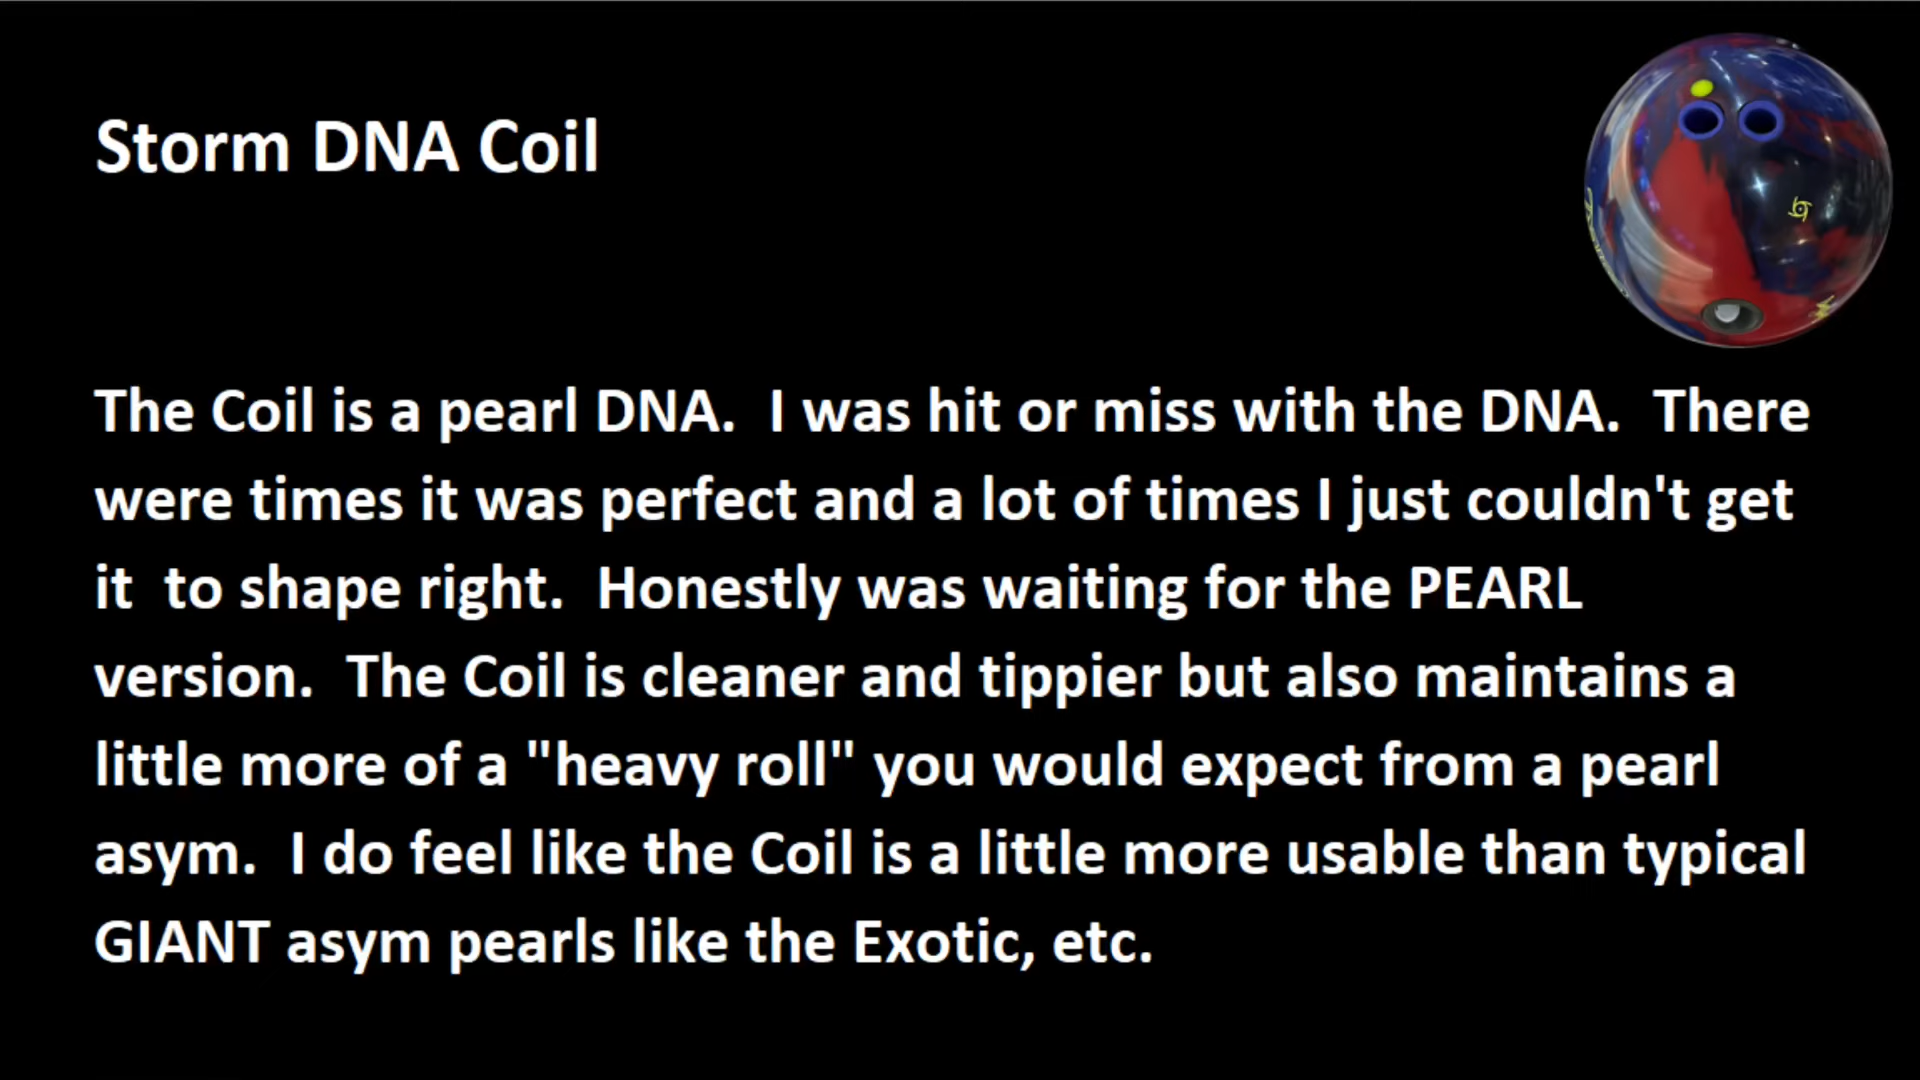 Storm DNA Coil
The Coil is a pearl DNA.  I was hit or miss with the DNA.  There
were times it was perfect and a lot of times I just couldn't get
it  to shape right.  Honestly was waiting for the PEARL
version.  The Coil is cleaner and tippier but also maintains a
little more of a "heavy roll" you would expect from a pearl
asym.  I do feel like the Coil is a little more usable than typical
GIANT asym pearls like the Exotic, etc.